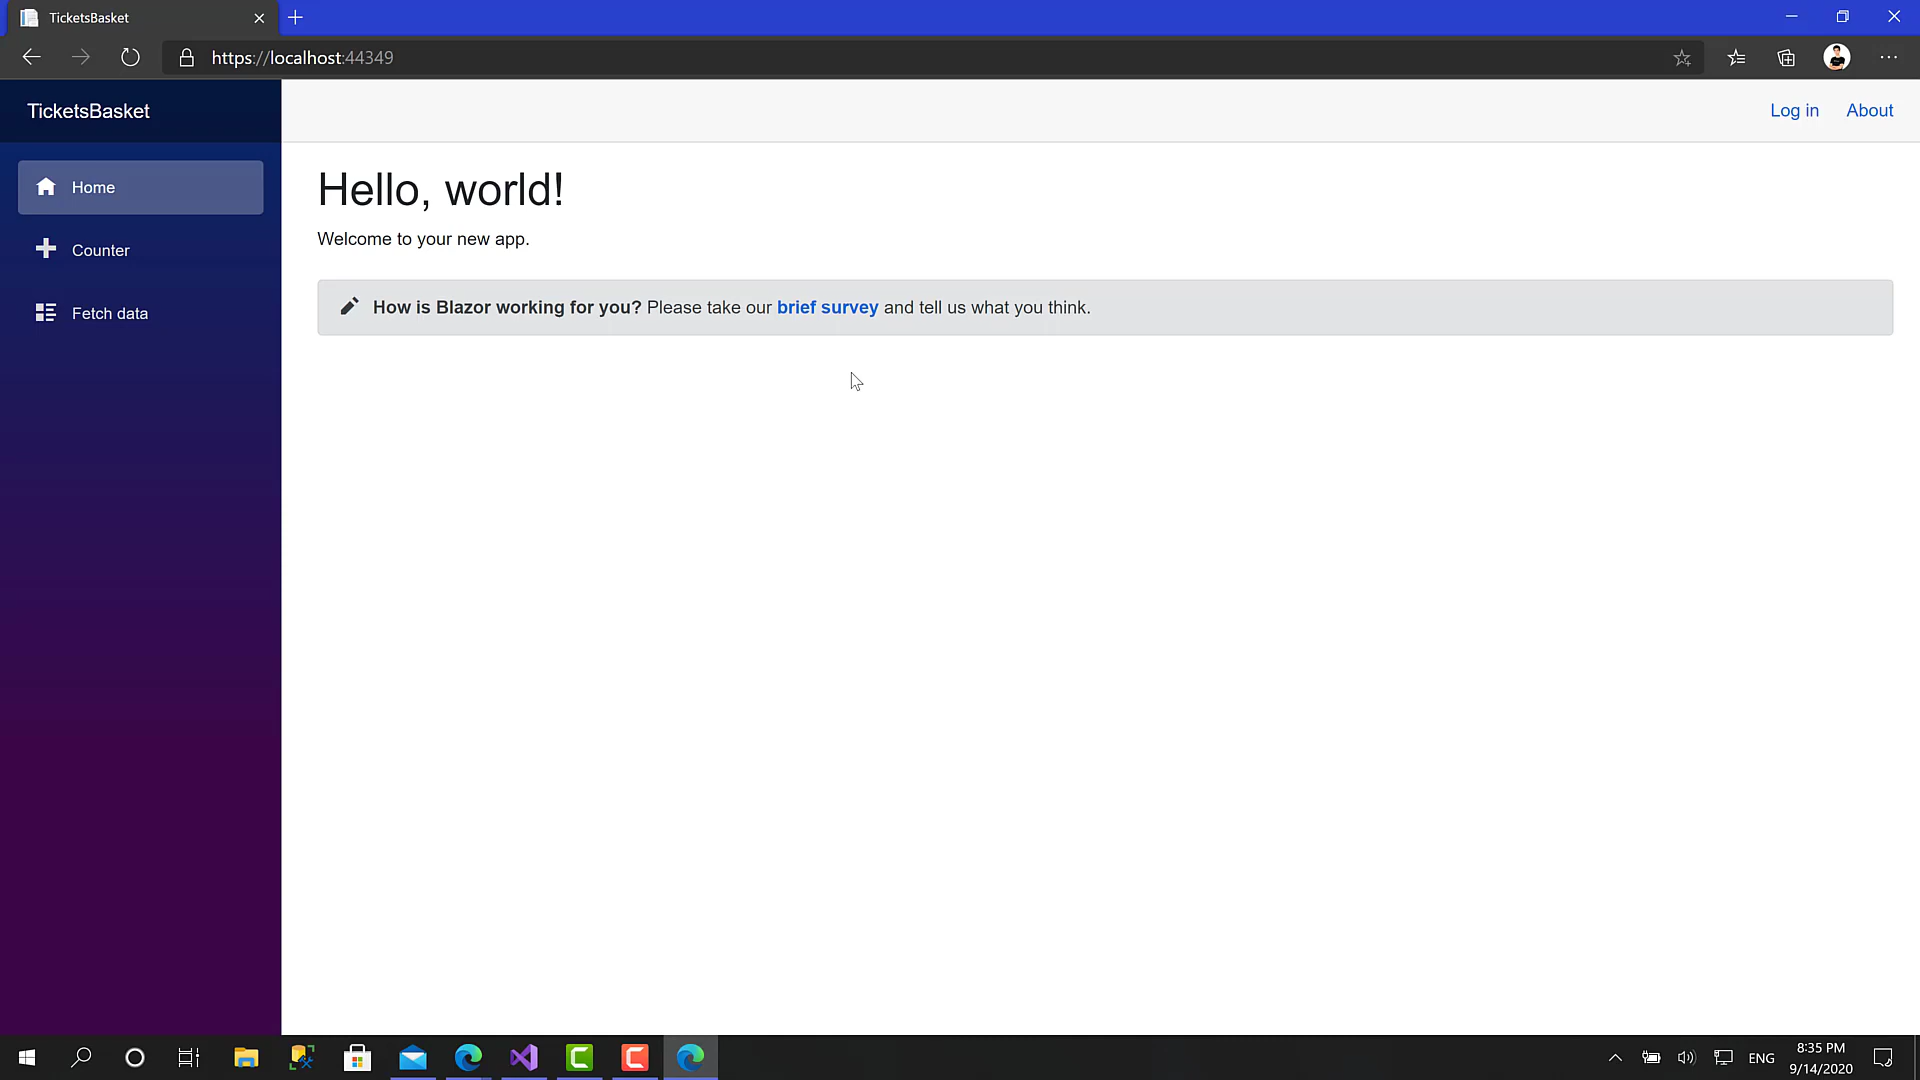 TicketsBasket
https://localhost:44349
TicketsBasket
Log in
About
Home
Counter
Fetch data
Hello, world!
Welcome to your new app.
How is Blazor working for you? Please take our brief survey and tell us what you think.
ENG
8:35 PM
9/14/2020